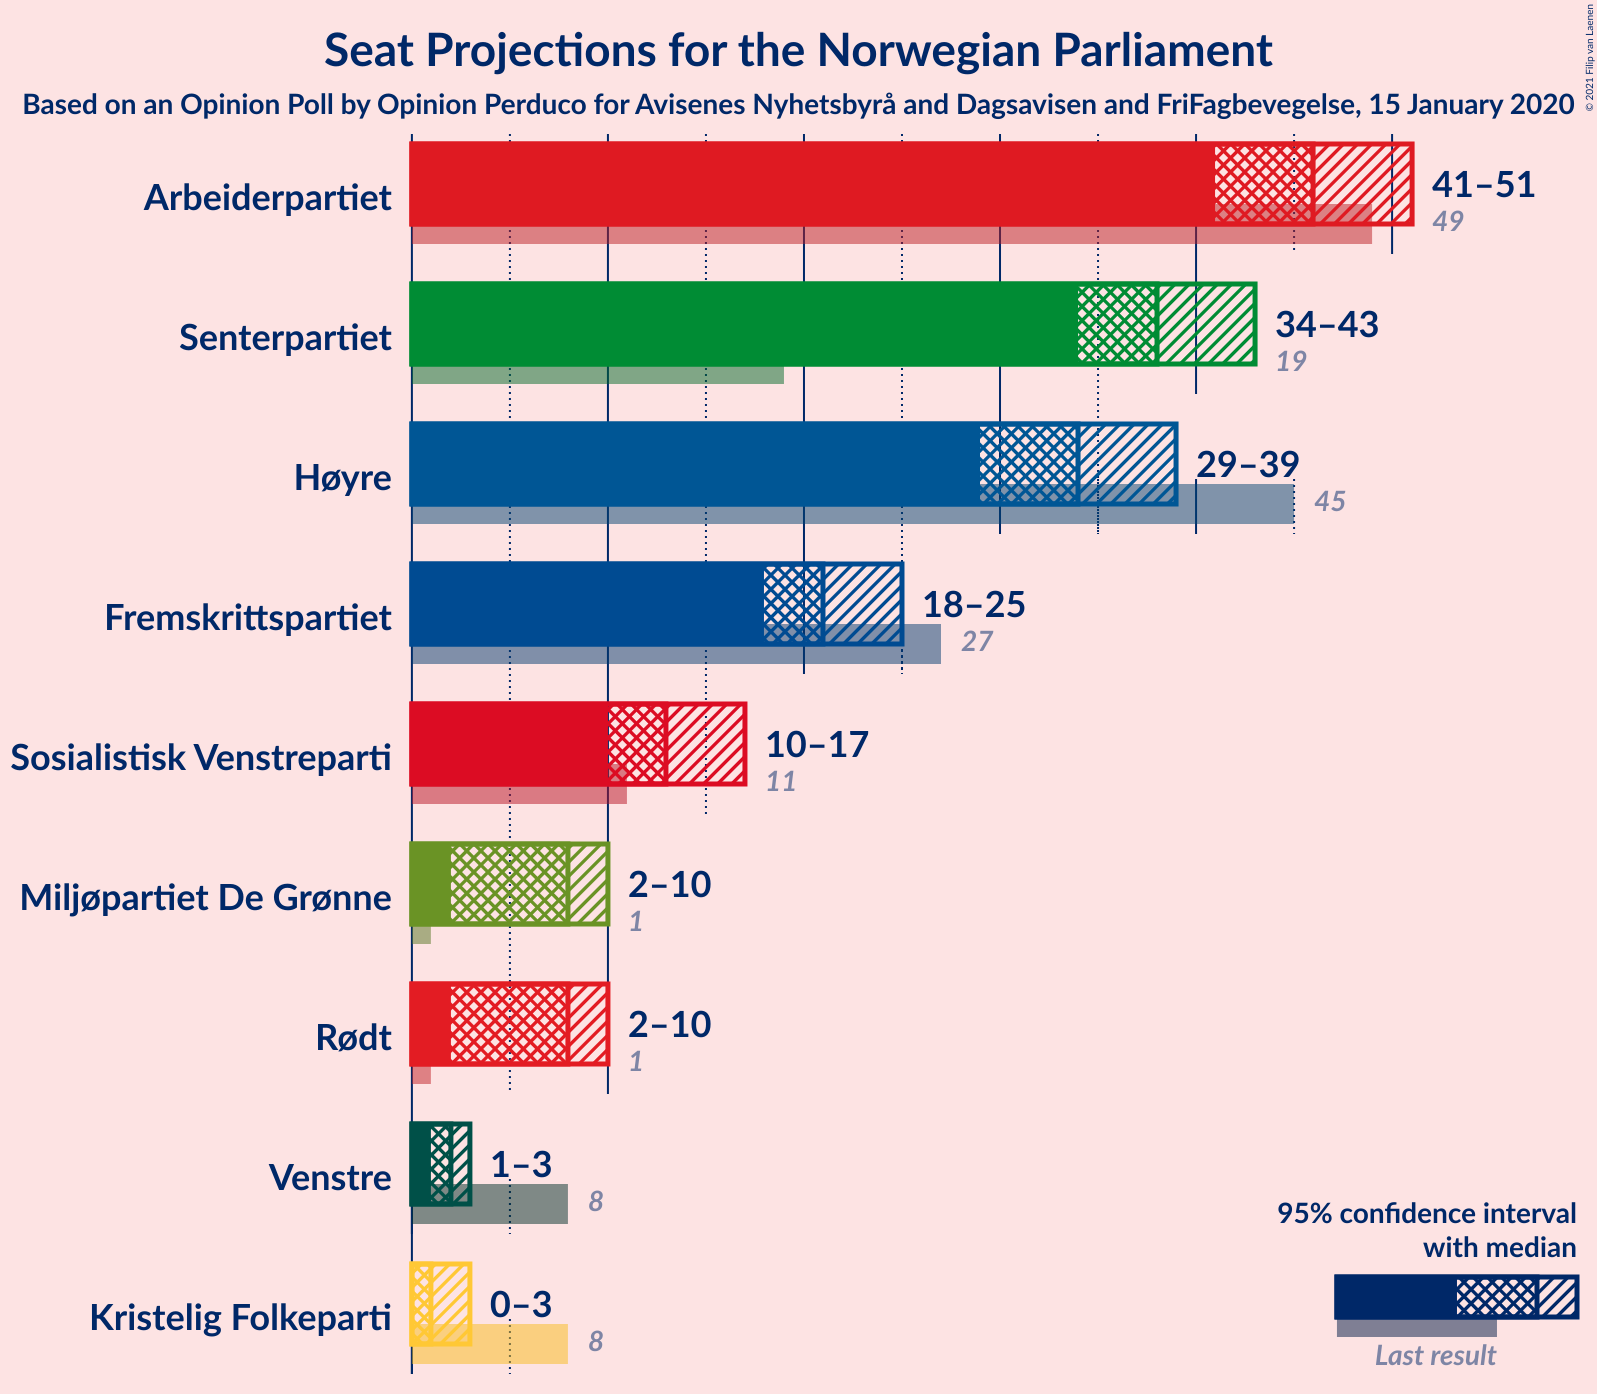 Seat Projections for the Norwegian Parliament
Based on an Opinion Poll by Opinion Perduco for Avisenes Nyhetsbyrå and Dagsavisen and FriFagbevegelse, 15 January 2020
© 2021 Filip van Laenen
Arbeiderpartiet
41–51
49
Senterpartiet
34–43
19
Høyre
29–39
45
Fremskrittspartiet
18–25
27
Sosialistisk Venstreparti
10–17
11
Miljøpartiet De Grønne
2–10
1
Rødt
2–10
1
Venstre
1–3
8
Kristelig Folkeparti
0–3
8
95% confidence interval
with median
Last result